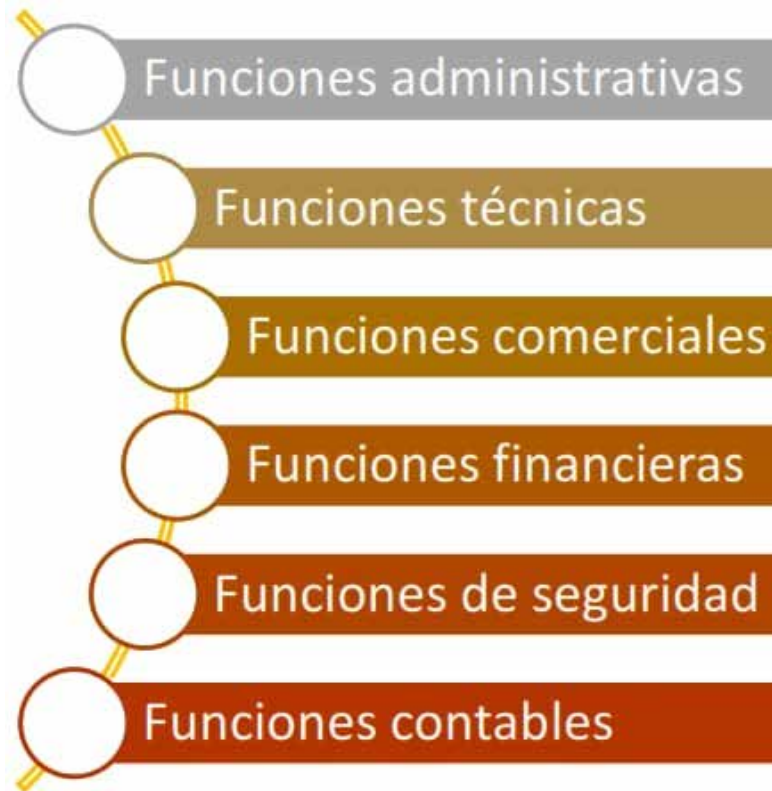 Funciones administrativas
Funciones técnicas
Funciones comerciales
Funciones financieras
Funciones de seguridad
Funciones contables